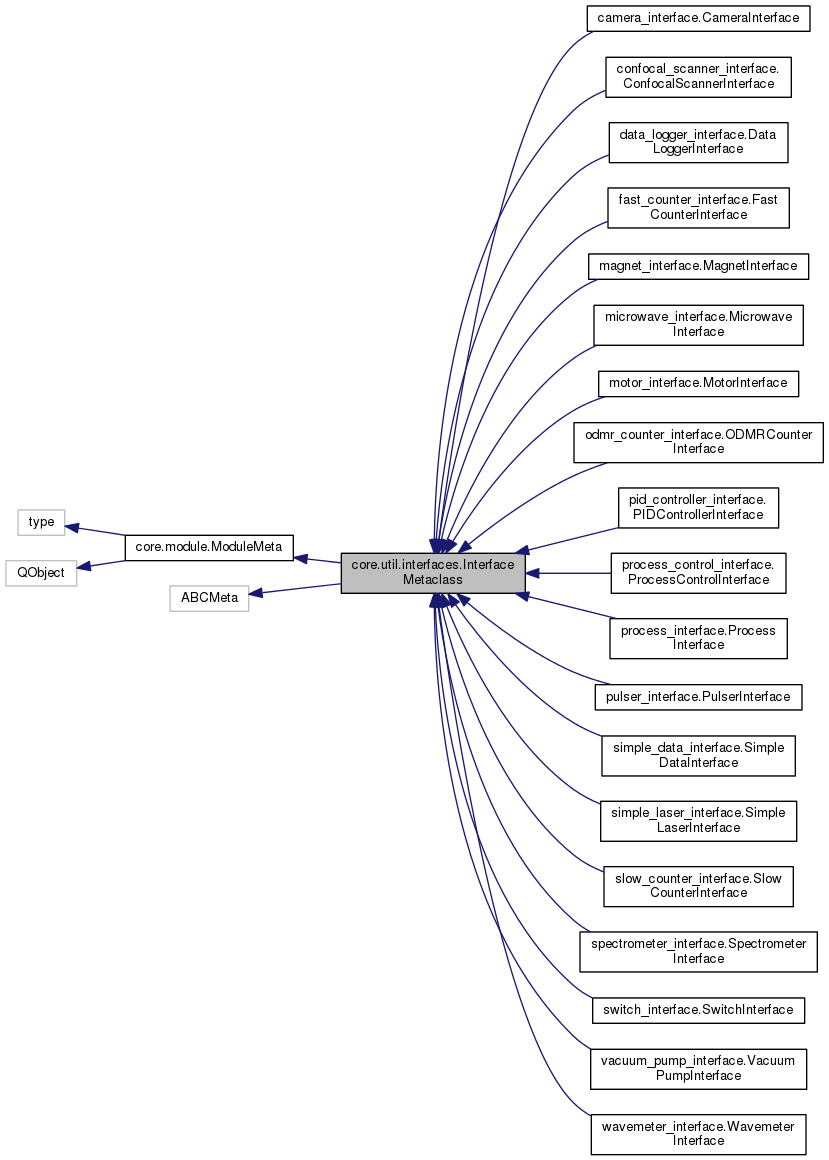 camera_interface.CameraInterface
confocal_scanner_interface.
ConfocalScannerInterface
data_logger_interface.Data
LoggerInterface
fast_counter_interface.Fast
CounterInterface
magnet_interface.MagnetInterface
microwave_interface.Microwave
Interface
motor_interface.MotorInterface
odmr_counter_interface.ODMRCounter
Interface
pid_controller_interface.
PIDControllerInterface
type
core.module.ModuleMeta
QObject
ABCMeta
core.util.interfaces.Interface
Metaclass
process_control_interface.
ProcessControlInterface
process_interface.Process
Interface
pulser_interface.PulserInterface
simple_data_interface.Simple
DataInterface
simple_laser_interface.Simple
LaserInterface
slow_counter_interface.Slow
CounterInterface
spectrometer_interface.Spectrometer
Interface
switch_interface.SwitchInterface
vacuum_pump_interface.Vacuum
PumpInterface
wavemeter_interface.Wavemeter
Interface